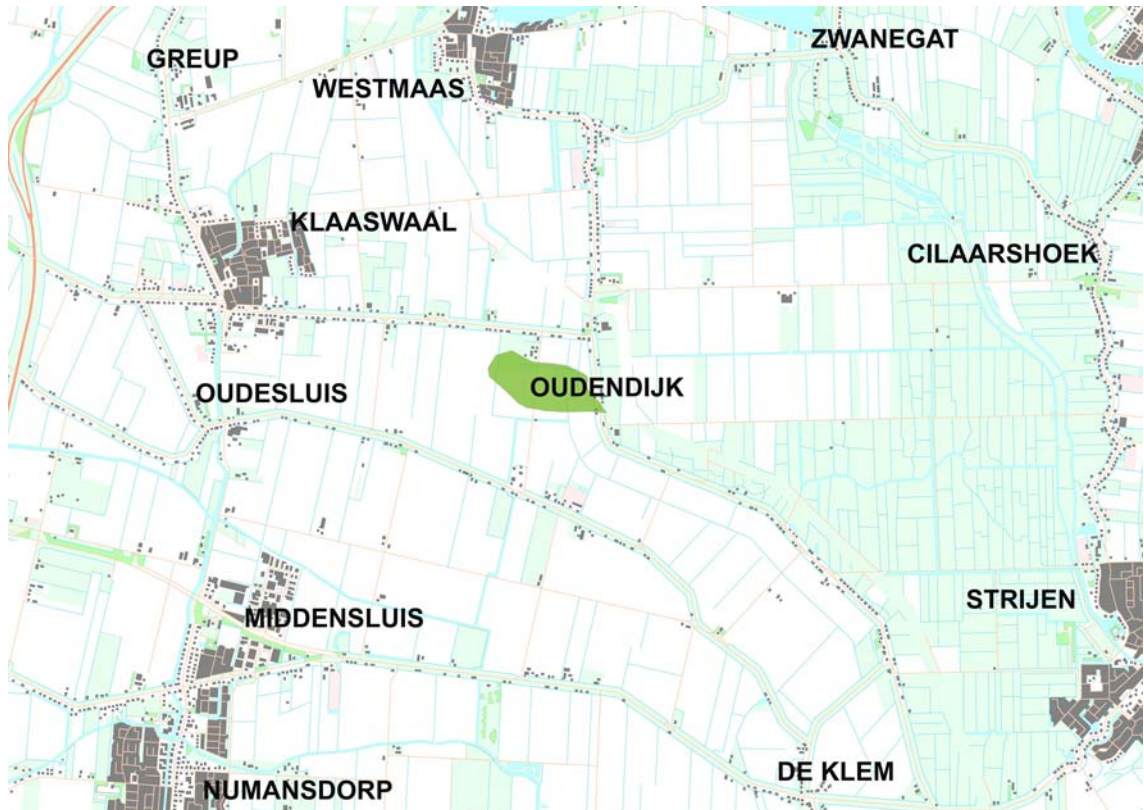 ZWANEGAT
GREUP
WESTMAAS
KLAASWAAL
CILAARSHOEK
OUDESLUIS
OUDENDIJK
STRIJEN
MIDDENSLUIS
DE KLEM
NUMANSDORP